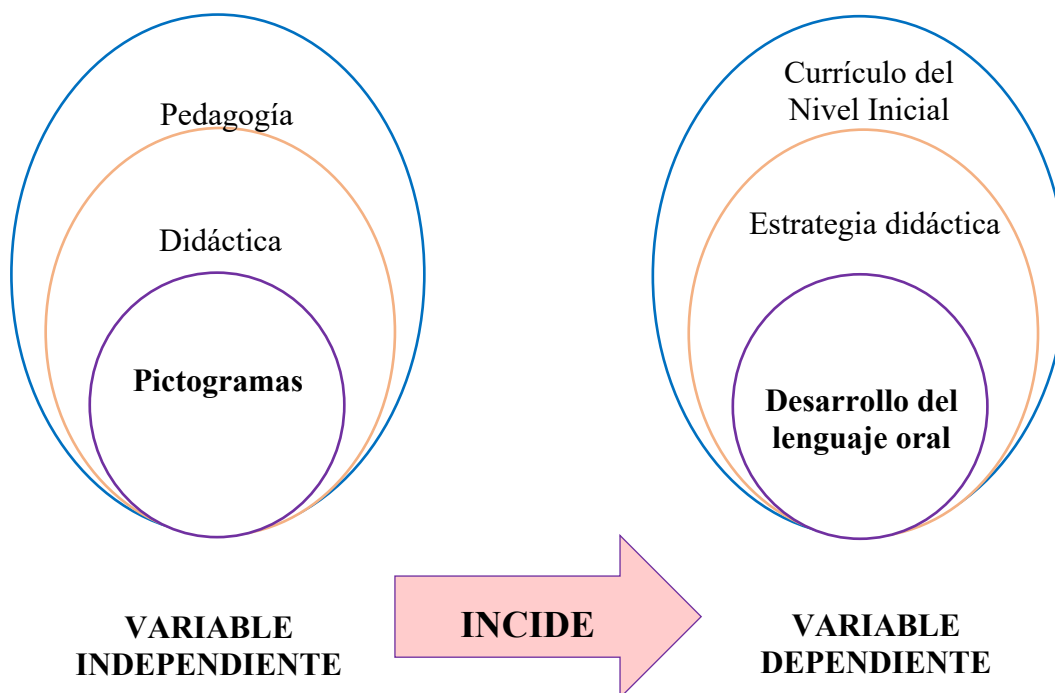 Pedagogía
Didáctica
Pictogramas
VARIABLE
INDEPENDIENTE
INCIDE
Currículo del
Nivel Inicial
Estrategia didáctica
Desarrollo del
lenguaje oral
VARIABLE
DEPENDIENTE